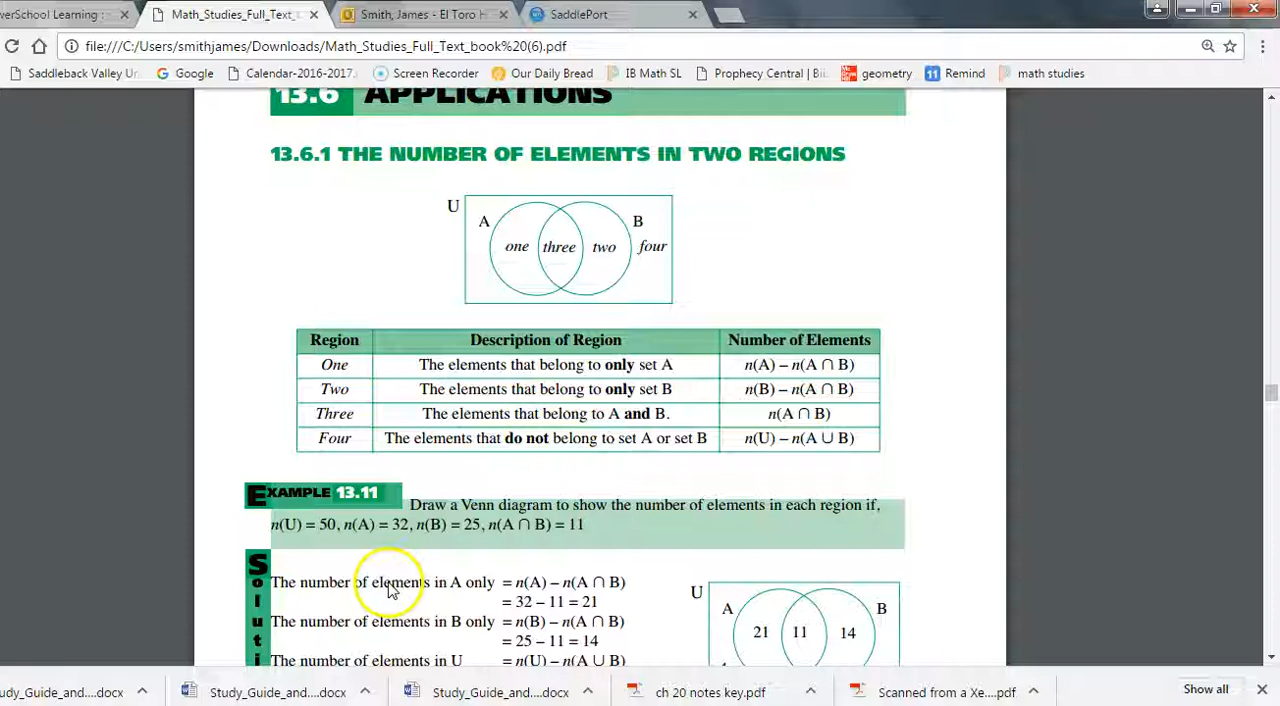 owerSchool Learning :
Math_Studies_Full_Text_
Smith, James - El Toro H
SaddlePort
file:///C:/Users/smithjames/Downloads/Math_Studies_Full_Text_book%20(6).pdf
Saddleback Valley Un
Google
Calendar-2016-2017.
Screen Recorder
Our Daily Bread
IB Math SL
Prophecy Central | Bi
geometry
11 Remind
math studies
13.6 APPLICATIONS
13.6.1 THE NUMBER OF ELEMENTS IN TWO REGIONS
U
A B
one three two four
Region Description of Region Number of Elements
One The elements that belong to only set A n(A) – n(A ∩ B)
Two The elements that belong to only set B n(B) – n(A ∩ B)
Three The elements that belong to A and B. n(A ∩ B)
Four The elements that do not belong to set A or set B n(U) – n(A ∪ B)
EXAMPLE 13.11
Draw a Venn diagram to show the number of elements in each region if,
n(U) = 50, n(A) = 32, n(B) = 25, n(A ∩ B) = 11
Soluti
The number of elements in A only = n(A) – n(A ∩ B)
= 32 – 11 = 21
The number of elements in B only = n(B) – n(A ∩ B)
= 25 – 11 = 14
The number of elements in U = n(U) – n(A ∪ B)
U
A B
21 11 14
udy_Guide_and....docx
Study_Guide_and....docx
Study_Guide_and....docx
ch 20 notes key.pdf
Scanned from a Xe....pdf
Show all